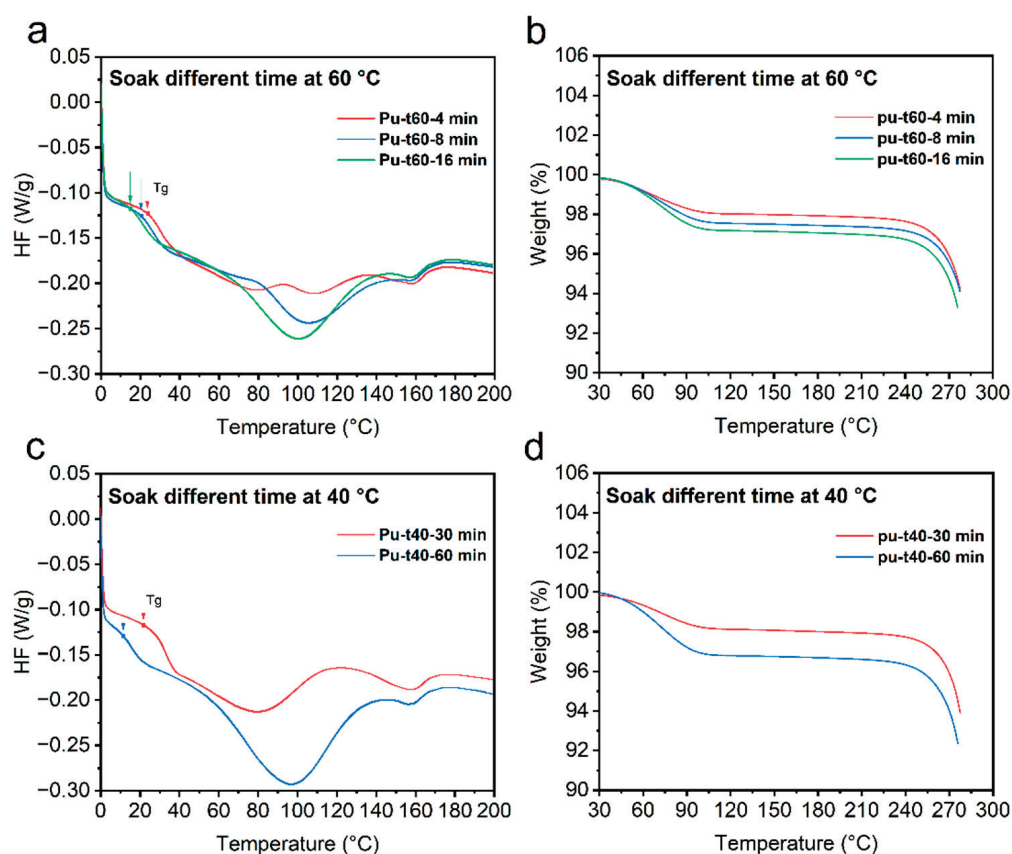 a
0.05
0.00
−0.05
−0.10
−0.15
−0.20
−0.25
−0.30
HF (W/g)
Soak different time at 60 °C
Pu-t60-4 min
Pu-t60-8 min
Pu-t60-16 min
Tg
0 20 40 60 80 100 120 140 160 180 200
Temperature (°C)
b
106
104
102
100
98
96
94
92
90
Weight (%)
Soak different time at 60 °C
pu-t60-4 min
pu-t60-8 min
pu-t60-16 min
30 60 90 120 150 180 210 240 270 300
Temperature (°C)
c
0.05
0.00
−0.05
−0.10
−0.15
−0.20
−0.25
−0.30
HF (W/g)
Soak different time at 40 °C
Pu-t40-30 min
Pu-t40-60 min
Tg
0 20 40 60 80 100 120 140 160 180 200
Temperature (°C)
d
106
104
102
100
98
96
94
92
90
Weight (%)
Soak different time at 40 °C
pu-t40-30 min
pu-t40-60 min
30 60 90 120 150 180 210 240 270 300
Temperature (°C)